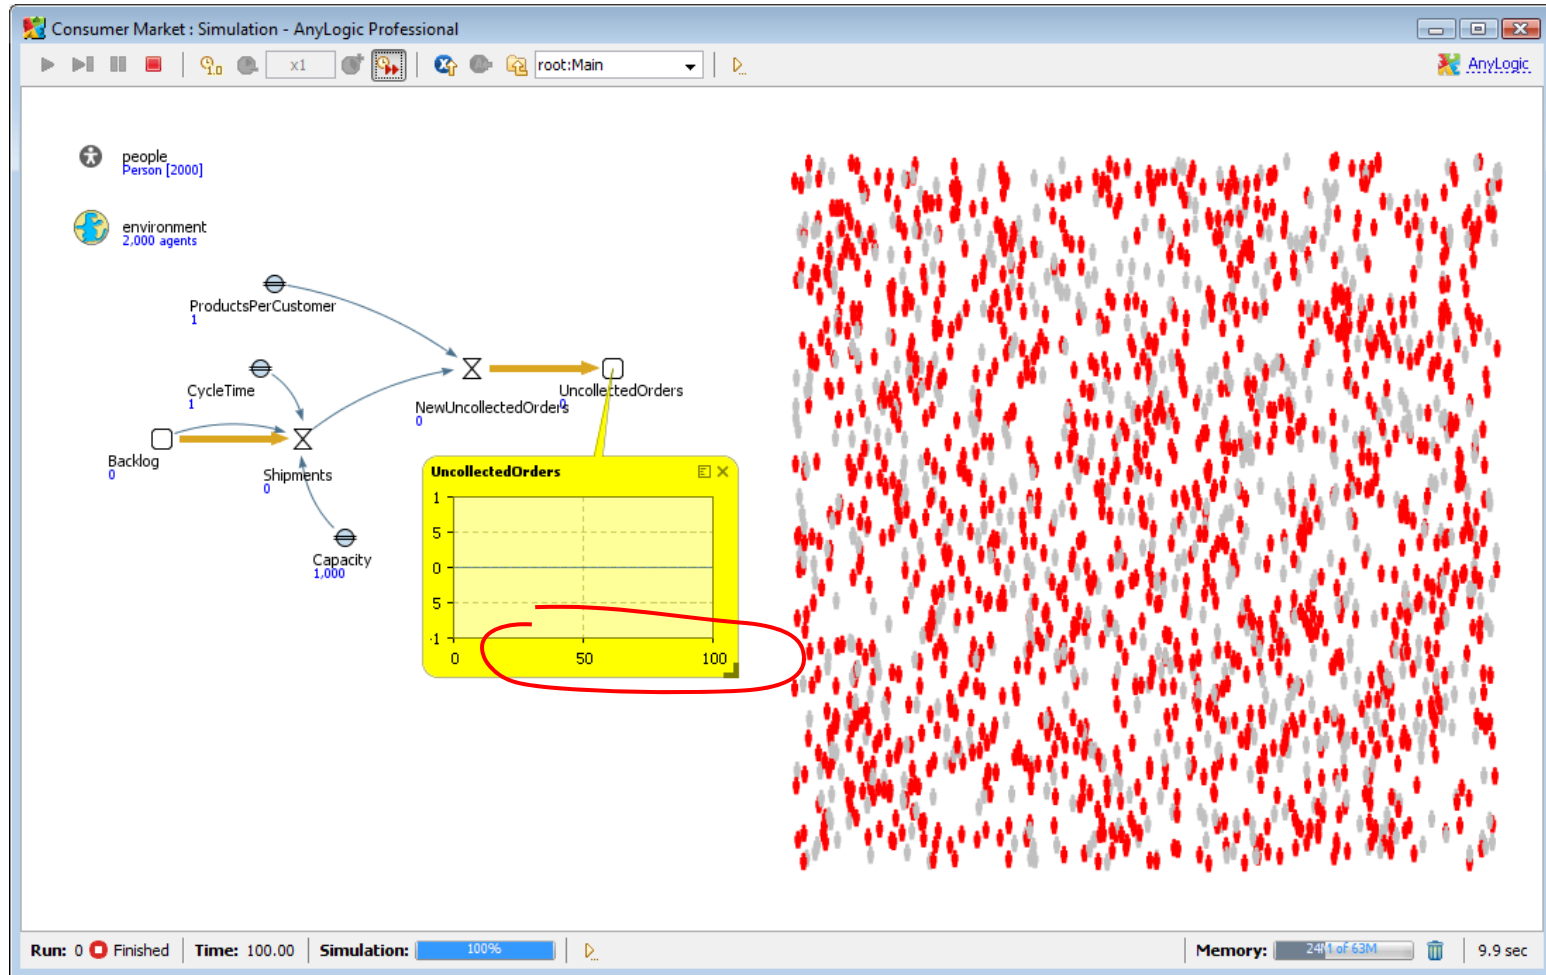 Consumer Market : Simulation - AnyLogic Professional
x1
root:Main
AnyLogic
people
Person [2000]
environment
2,000 agents
ProductsPerCustomer
1
CycleTime
1
UncollectedOrders
0
NewUncollectedOrders
0
Backlog
0
Shipments
0
Capacity
1,000
UncollectedOrders
1
5
0
5
-1
0 50 100
Run: 0 Finished Time: 100.00 Simulation: 100% Memory: 24M of 63M 9.9 sec